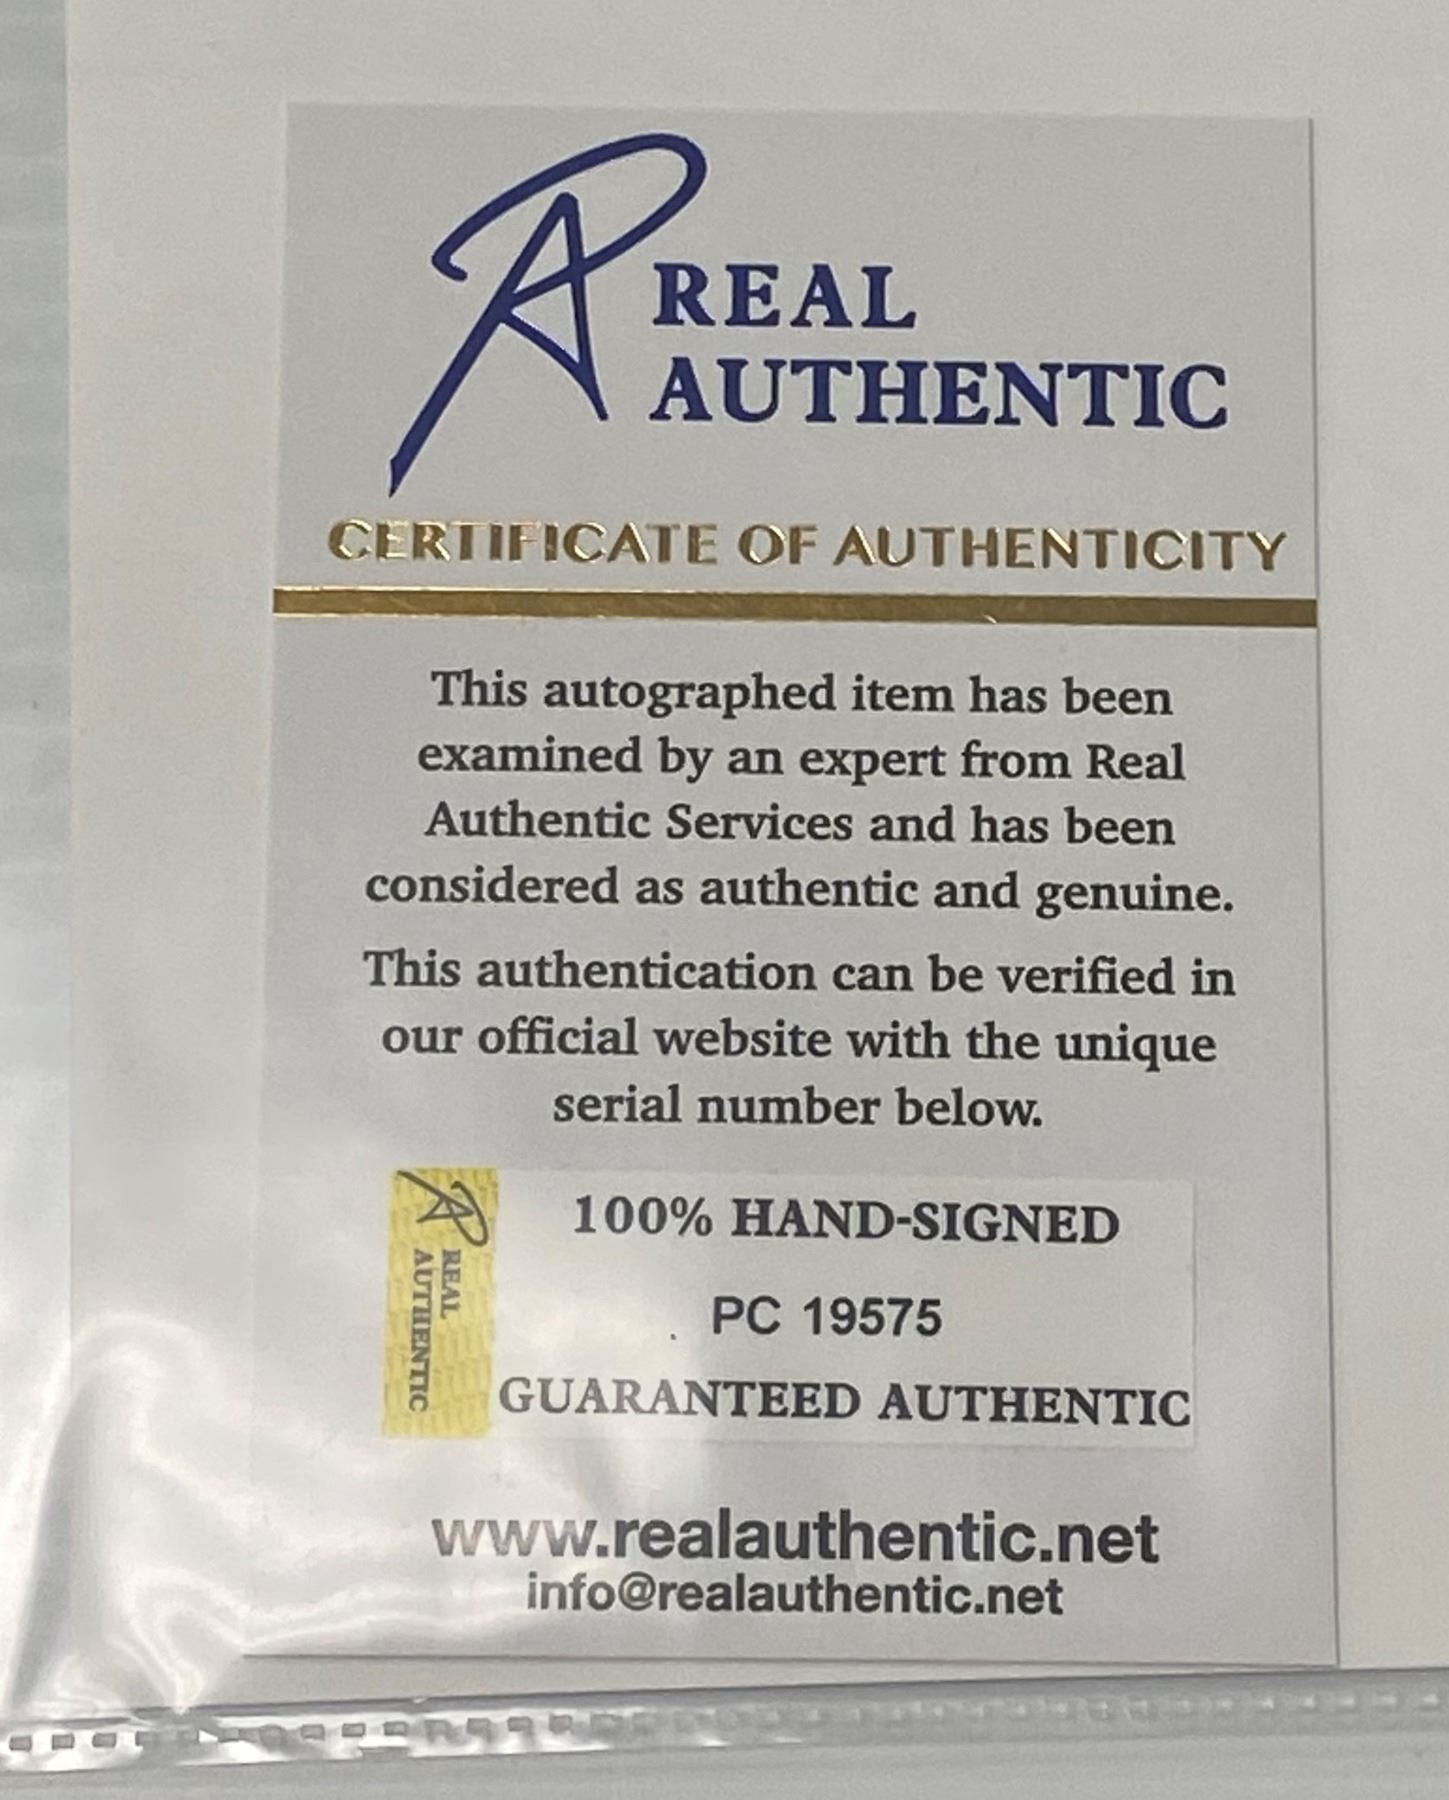 REAL
AUTHENTIC
CERTIFICATE OF AUTHENTICITY
This autographed item has been
examined by an expert from Real
Authentic Services and has been
considered as authentic and genuine.
This authentication can be verified in
our official website with the unique
serial number below.
REAL
AUTHENTIC
100% HAND-SIGNED
PC 19575
GUARANTEED AUTHENTIC
www.realauthentic.net
info@realauthentic.net